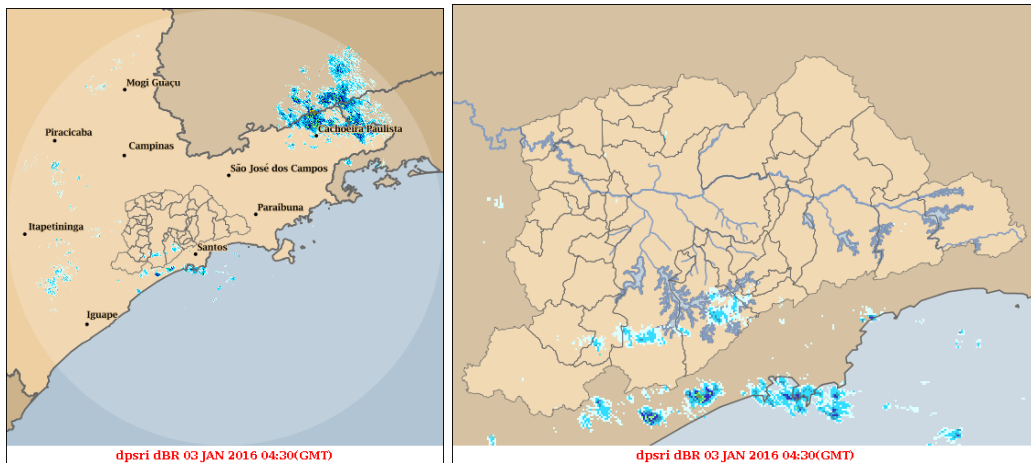 Mogi Guaçu
Cachoeira Paulista
Piracicaba
Campinas
São José dos Campos
Paraibuna
Itapetininga
Santos
Iguape
dpsri dBR 03 JAN 2016 04:30(GMT)
dpsri dBR 03 JAN 2016 04:30(GMT)